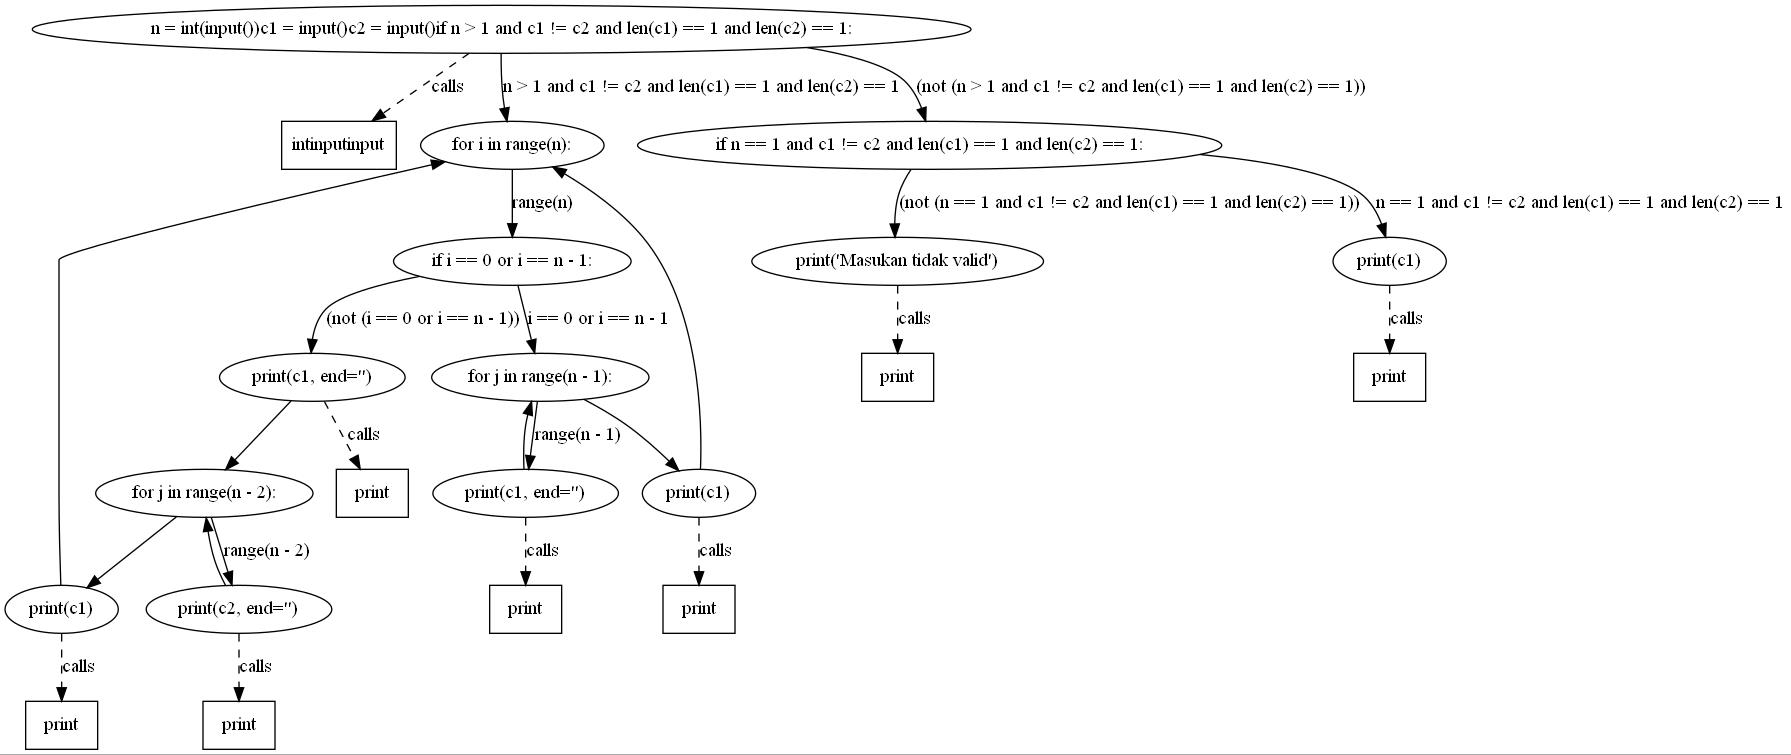 n = int(input())c1 = input()c2 = input()if n > 1 and c1 != c2 and len(c1) == 1 and len(c2) == 1:
calls
n > 1 and c1 != c2 and len(c1) == 1 and len(c2) == 1
(not (n > 1 and c1 != c2 and len(c1) == 1 and len(c2) == 1))
intinputinput
for i in range(n):
if n == 1 and c1 != c2 and len(c1) == 1 and len(c2) == 1:
range(n)
(not (n == 1 and c1 != c2 and len(c1) == 1 and len(c2) == 1))
n == 1 and c1 != c2 and len(c1) == 1 and len(c2) == 1
if i == 0 or i == n - 1:
print('Masukan tidak valid')
print(c1)
(not (i == 0 or i == n - 1))
i == 0 or i == n - 1
calls
calls
print(c1, end='')
for j in range(n - 1):
print
print
calls
range(n - 1)
for j in range(n - 2):
print
print(c1, end='')
print(c1)
range(n - 2)
calls
calls
print(c1)
print(c2, end='')
print
print
calls
calls
print
print